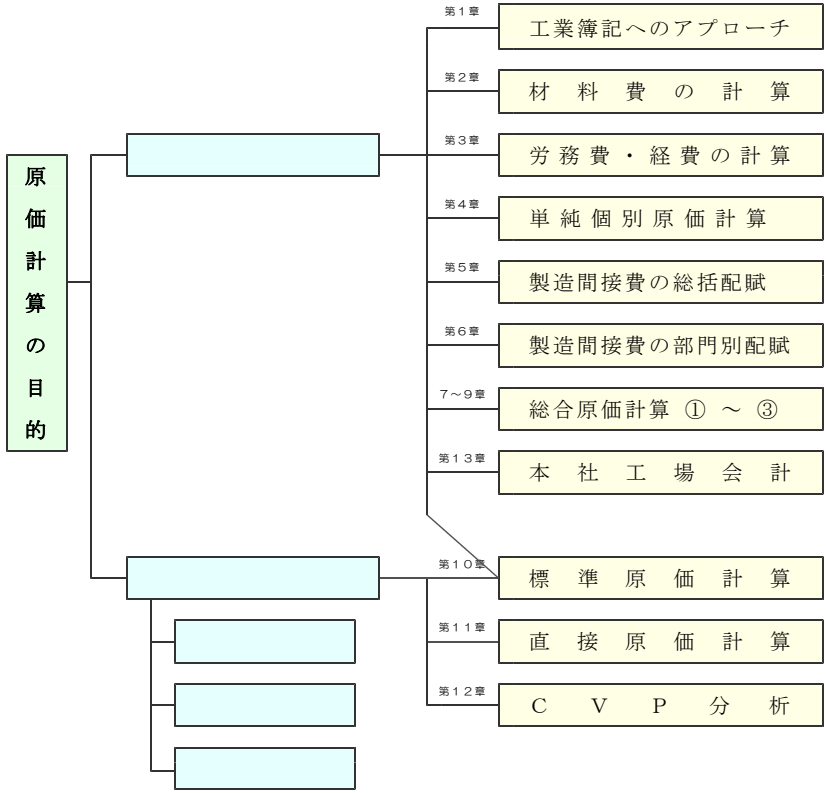 原価計算の目的
第１章
工業簿記へのアプローチ
第２章
材料費の計算
第３章
労務費・経費の計算
第４章
単純個別原価計算
第５章
製造間接費の総括配賦
第６章
製造間接費の部門別配賦
７～９章
総合原価計算 ① ～ ③
第１３章
本社工場会計
第１０章
標準原価計算
第１１章
直接原価計算
第１２章
ＣＶＰ分析